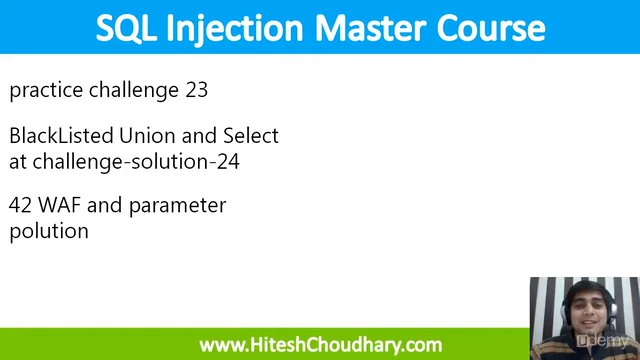 SQL Injection Master Course
practice challenge 23
BlackListed Union and Select
at challenge-solution-24
42 WAF and parameter
polution
udemy
www.HiteshChoudhary.com